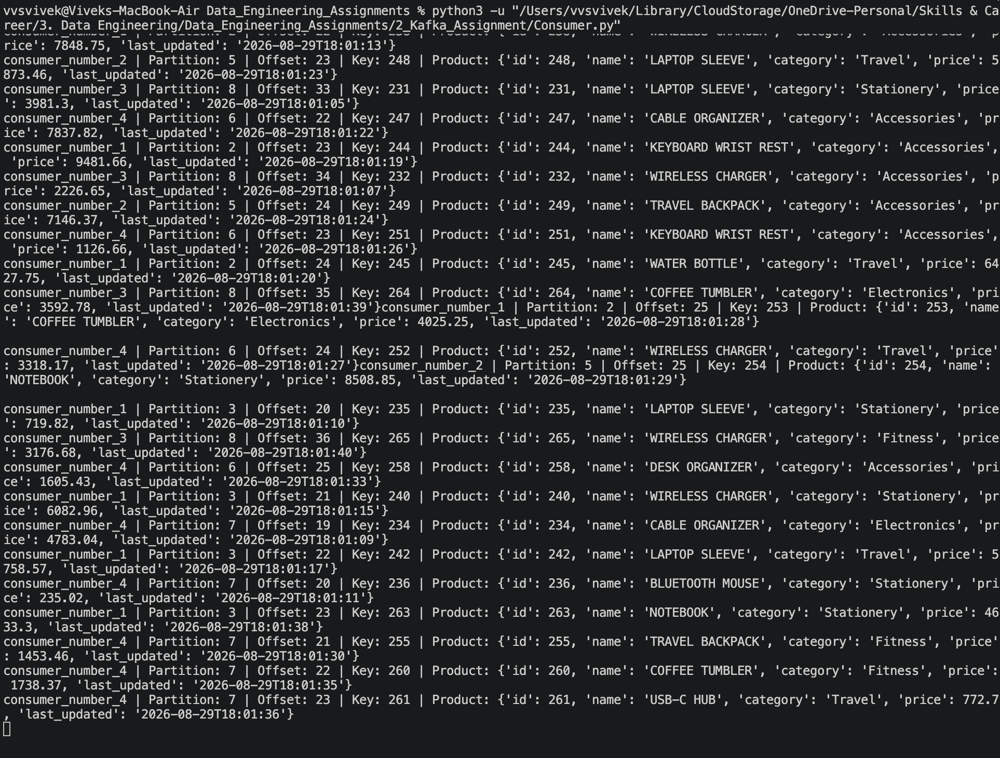 vvsvivek@Viveks-MacBook-Air Data_Engineering_Assignments % python3 -u "/Users/vvsvivek/Library/CloudStorage/OneDrive-Personal/Skills & Ca
reer/3. Data Engineering/Data_Engineering_Assignments/2_Kafka_Assignment/Consumer.py"
consumer_number_1 | Partition: 2 | Offset: 22 | Key: | Product: {'id': 'name': 'WIRELESS CHARGER', 'category': 'Accessories', 'p
rice': 7848.75, 'last_updated': '2026-08-29T18:01:13'}
consumer_number_2 | Partition: 5 | Offset: 23 | Key: 248 | Product: {'id': 248, 'name': 'LAPTOP SLEEVE', 'category': 'Travel', 'price': 5
873.46, 'last_updated': '2026-08-29T18:01:23'}
consumer_number_3 | Partition: 8 | Offset: 33 | Key: 231 | Product: {'id': 231, 'name': 'LAPTOP SLEEVE', 'category': 'Stationery', 'price
': 3981.3, 'last_updated': '2026-08-29T18:01:05'}
consumer_number_4 | Partition: 6 | Offset: 22 | Key: 247 | Product: {'id': 247, 'name': 'CABLE ORGANIZER', 'category': 'Accessories', 'pr
ice': 7837.82, 'last_updated': '2026-08-29T18:01:22'}
consumer_number_1 | Partition: 2 | Offset: 23 | Key: 244 | Product: {'id': 244, 'name': 'KEYBOARD WRIST REST', 'category': 'Accessories',
 'price': 9481.66, 'last_updated': '2026-08-29T18:01:19'}
consumer_number_3 | Partition: 8 | Offset: 34 | Key: 232 | Product: {'id': 232, 'name': 'WIRELESS CHARGER', 'category': 'Accessories', 'p
rice': 2226.65, 'last_updated': '2026-08-29T18:01:07'}
consumer_number_2 | Partition: 5 | Offset: 24 | Key: 249 | Product: {'id': 249, 'name': 'TRAVEL BACKPACK', 'category': 'Accessories', 'pr
ice': 7146.37, 'last_updated': '2026-08-29T18:01:24'}
consumer_number_4 | Partition: 6 | Offset: 23 | Key: 251 | Product: {'id': 251, 'name': 'KEYBOARD WRIST REST', 'category': 'Accessories',
 'price': 1126.66, 'last_updated': '2026-08-29T18:01:26'}
consumer_number_1 | Partition: 2 | Offset: 24 | Key: 245 | Product: {'id': 245, 'name': 'WATER BOTTLE', 'category': 'Travel', 'price': 64
27.75, 'last_updated': '2026-08-29T18:01:20'}
consumer_number_3 | Partition: 8 | Offset: 35 | Key: 264 | Product: {'id': 264, 'name': 'COFFEE TUMBLER', 'category': 'Electronics', 'pri
ce': 3592.78, 'last_updated': '2026-08-29T18:01:39'}consumer_number_1 | Partition: 2 | Offset: 25 | Key: 253 | Product: {'id': 253, 'name
': 'COFFEE TUMBLER', 'category': 'Electronics', 'price': 4025.25, 'last_updated': '2026-08-29T18:01:28'}
consumer_number_4 | Partition: 6 | Offset: 24 | Key: 252 | Product: {'id': 252, 'name': 'WIRELESS CHARGER', 'category': 'Travel', 'price'
: 3318.17, 'last_updated': '2026-08-29T18:01:27'}consumer_number_2 | Partition: 5 | Offset: 25 | Key: 254 | Product: {'id': 254, 'name':
'NOTEBOOK', 'category': 'Stationery', 'price': 8508.85, 'last_updated': '2026-08-29T18:01:29'}
consumer_number_1 | Partition: 3 | Offset: 20 | Key: 235 | Product: {'id': 235, 'name': 'LAPTOP SLEEVE', 'category': 'Stationery', 'price
': 719.82, 'last_updated': '2026-08-29T18:01:10'}
consumer_number_3 | Partition: 8 | Offset: 36 | Key: 265 | Product: {'id': 265, 'name': 'WIRELESS CHARGER', 'category': 'Fitness', 'price
': 3176.68, 'last_updated': '2026-08-29T18:01:40'}
consumer_number_4 | Partition: 6 | Offset: 25 | Key: 258 | Product: {'id': 258, 'name': 'DESK ORGANIZER', 'category': 'Accessories', 'pri
ce': 1605.43, 'last_updated': '2026-08-29T18:01:33'}
consumer_number_1 | Partition: 3 | Offset: 21 | Key: 240 | Product: {'id': 240, 'name': 'WIRELESS CHARGER', 'category': 'Stationery', 'pr
ice': 6082.96, 'last_updated': '2026-08-29T18:01:15'}
consumer_number_4 | Partition: 7 | Offset: 19 | Key: 234 | Product: {'id': 234, 'name': 'CABLE ORGANIZER', 'category': 'Electronics', 'pr
ice': 4783.04, 'last_updated': '2026-08-29T18:01:09'}
consumer_number_1 | Partition: 3 | Offset: 22 | Key: 242 | Product: {'id': 242, 'name': 'LAPTOP SLEEVE', 'category': 'Travel', 'price': 5
758.57, 'last_updated': '2026-08-29T18:01:17'}
consumer_number_4 | Partition: 7 | Offset: 20 | Key: 236 | Product: {'id': 236, 'name': 'BLUETOOTH MOUSE', 'category': 'Stationery', 'pri
ce': 235.02, 'last_updated': '2026-08-29T18:01:11'}
consumer_number_1 | Partition: 3 | Offset: 23 | Key: 263 | Product: {'id': 263, 'name': 'NOTEBOOK', 'category': 'Stationery', 'price': 46
33.3, 'last_updated': '2026-08-29T18:01:38'}
consumer_number_4 | Partition: 7 | Offset: 21 | Key: 255 | Product: {'id': 255, 'name': 'TRAVEL BACKPACK', 'category': 'Fitness', 'price'
: 1453.46, 'last_updated': '2026-08-29T18:01:30'}
consumer_number_4 | Partition: 7 | Offset: 22 | Key: 260 | Product: {'id': 260, 'name': 'COFFEE TUMBLER', 'category': 'Fitness', 'price':
 1738.37, 'last_updated': '2026-08-29T18:01:35'}
consumer_number_4 | Partition: 7 | Offset: 23 | Key: 261 | Product: {'id': 261, 'name': 'USB-C HUB', 'category': 'Travel', 'price': 772.7
, 'last_updated': '2026-08-29T18:01:36'}